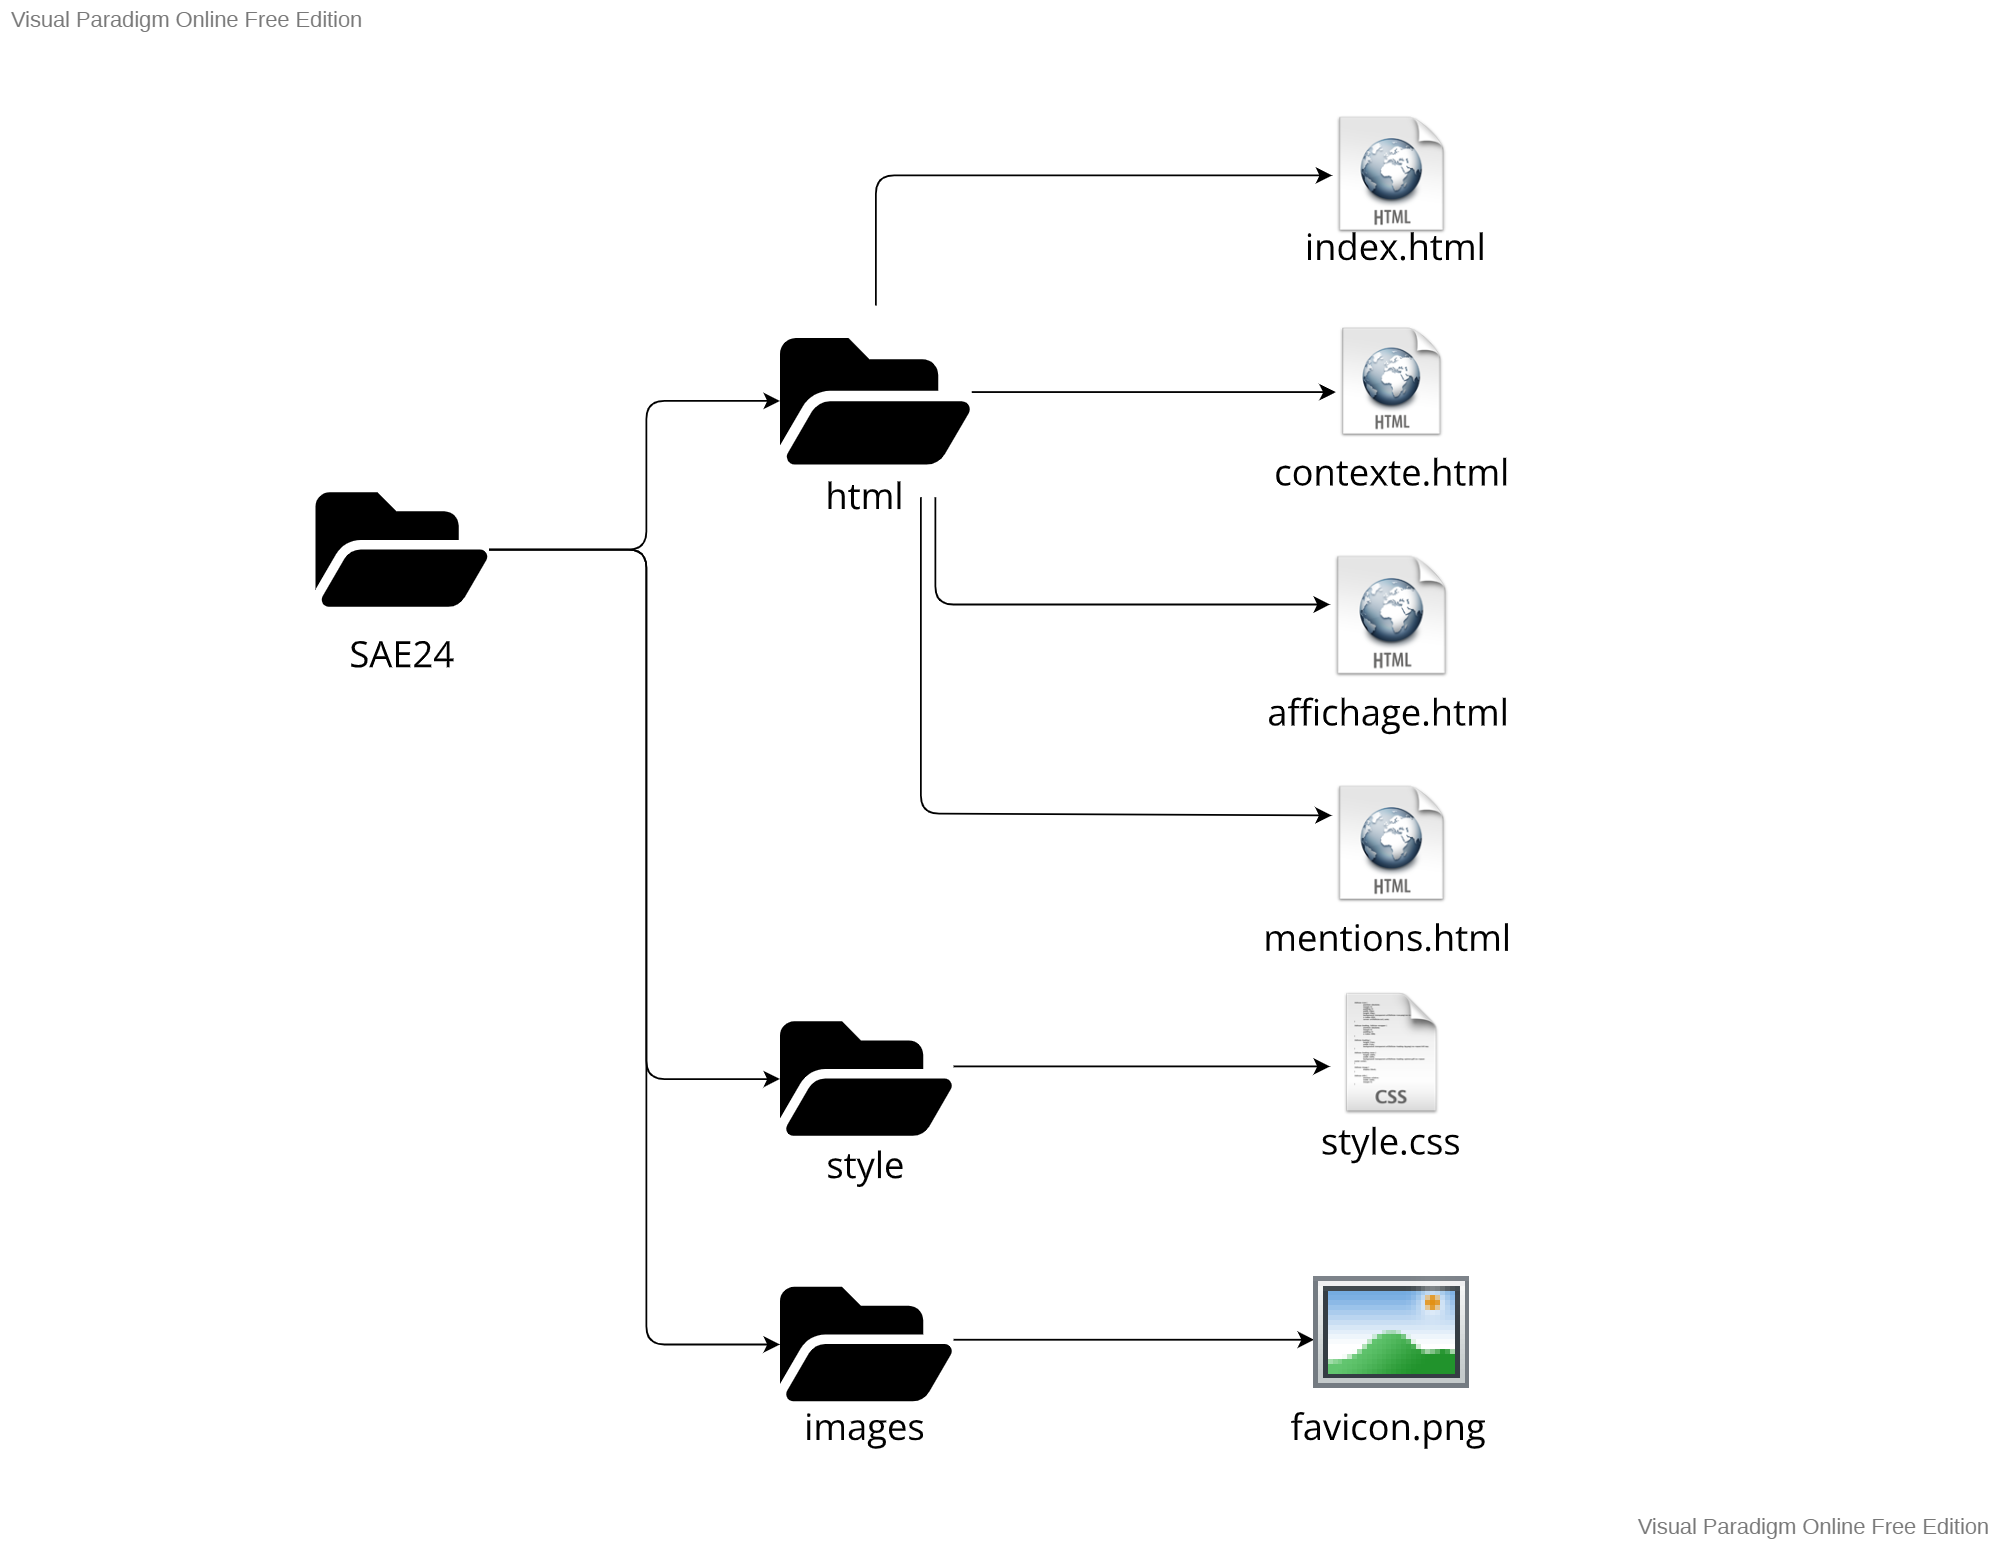 Visual Paradigm Online Free Edition
HTML
index.html
HTML
contexte.html
html
SAE24
HTML
affichage.html
HTML
mentions.html
CSS
style.css
style
images
favicon.png
Visual Paradigm Online Free Edition